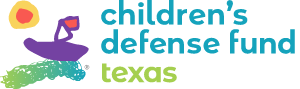 children's
defense fund
texas
®